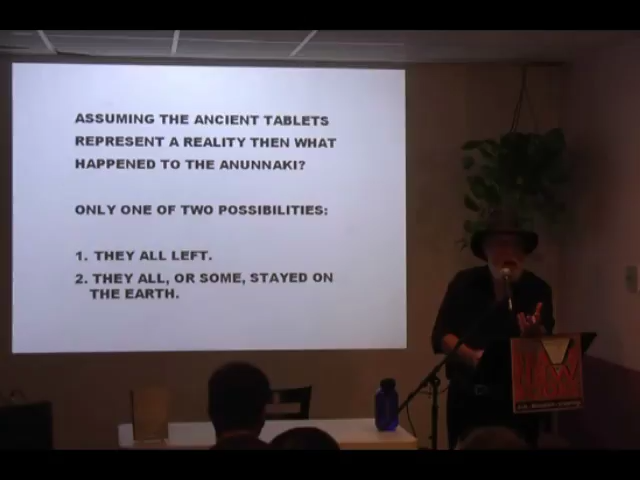 ASSUMING THE ANCIENT TABLETS
REPRESENT A REALITY THEN WHAT
HAPPENED TO THE ANUNNAKI?
ONLY ONE OF TWO POSSIBILITIES:
1. THEY ALL LEFT.
2. THEY ALL, OR SOME, STAYED ON
THE EARTH.